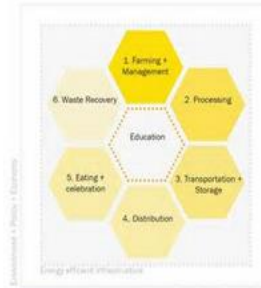 1. Farming +
Management
2. Processing
3. Transportation +
Storage
4. Distribution
5. Eating +
celebration
6. Waste Recovery
Education
Energy efficient infrastructure